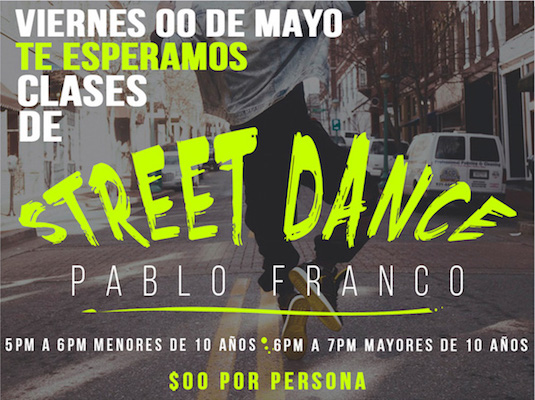 VIERNES 00 DE MAYO
TE ESPERAMOS
CLASES
DE
STREET DANCE
PABLO FRANCO
5PM A 6PM MENORES DE 10 AÑOS 6PM A 7PM MAYORES DE 10 AÑOS
$00 POR PERSONA